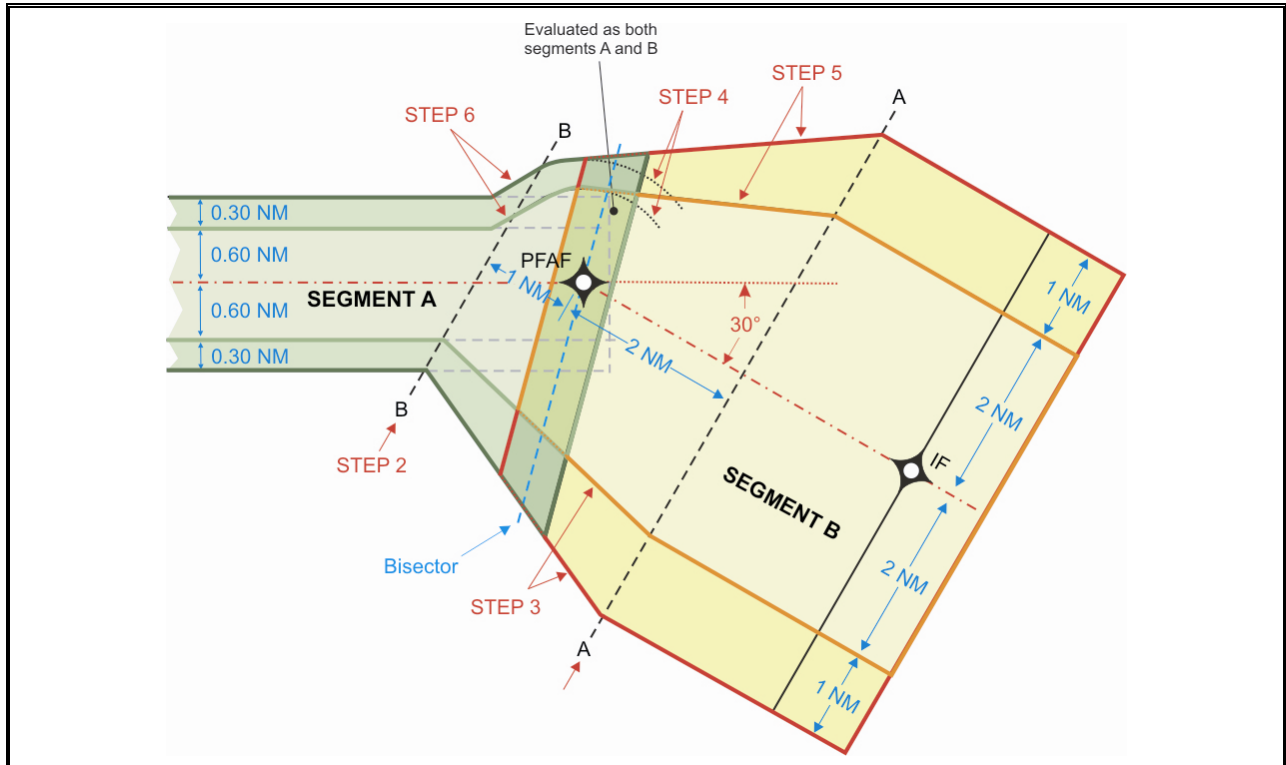 Evaluated as both
segments A and B
STEP 5
STEP 4
A
STEP 6
B
0.30 NM
0.60 NM
PFAF
SEGMENT A
1 NM
30°
1 NM
0.60 NM
2 NM
0.30 NM
2 NM
B
IF
STEP 2
SEGMENT B
Bisector
2 NM
STEP 3
A
1 NM